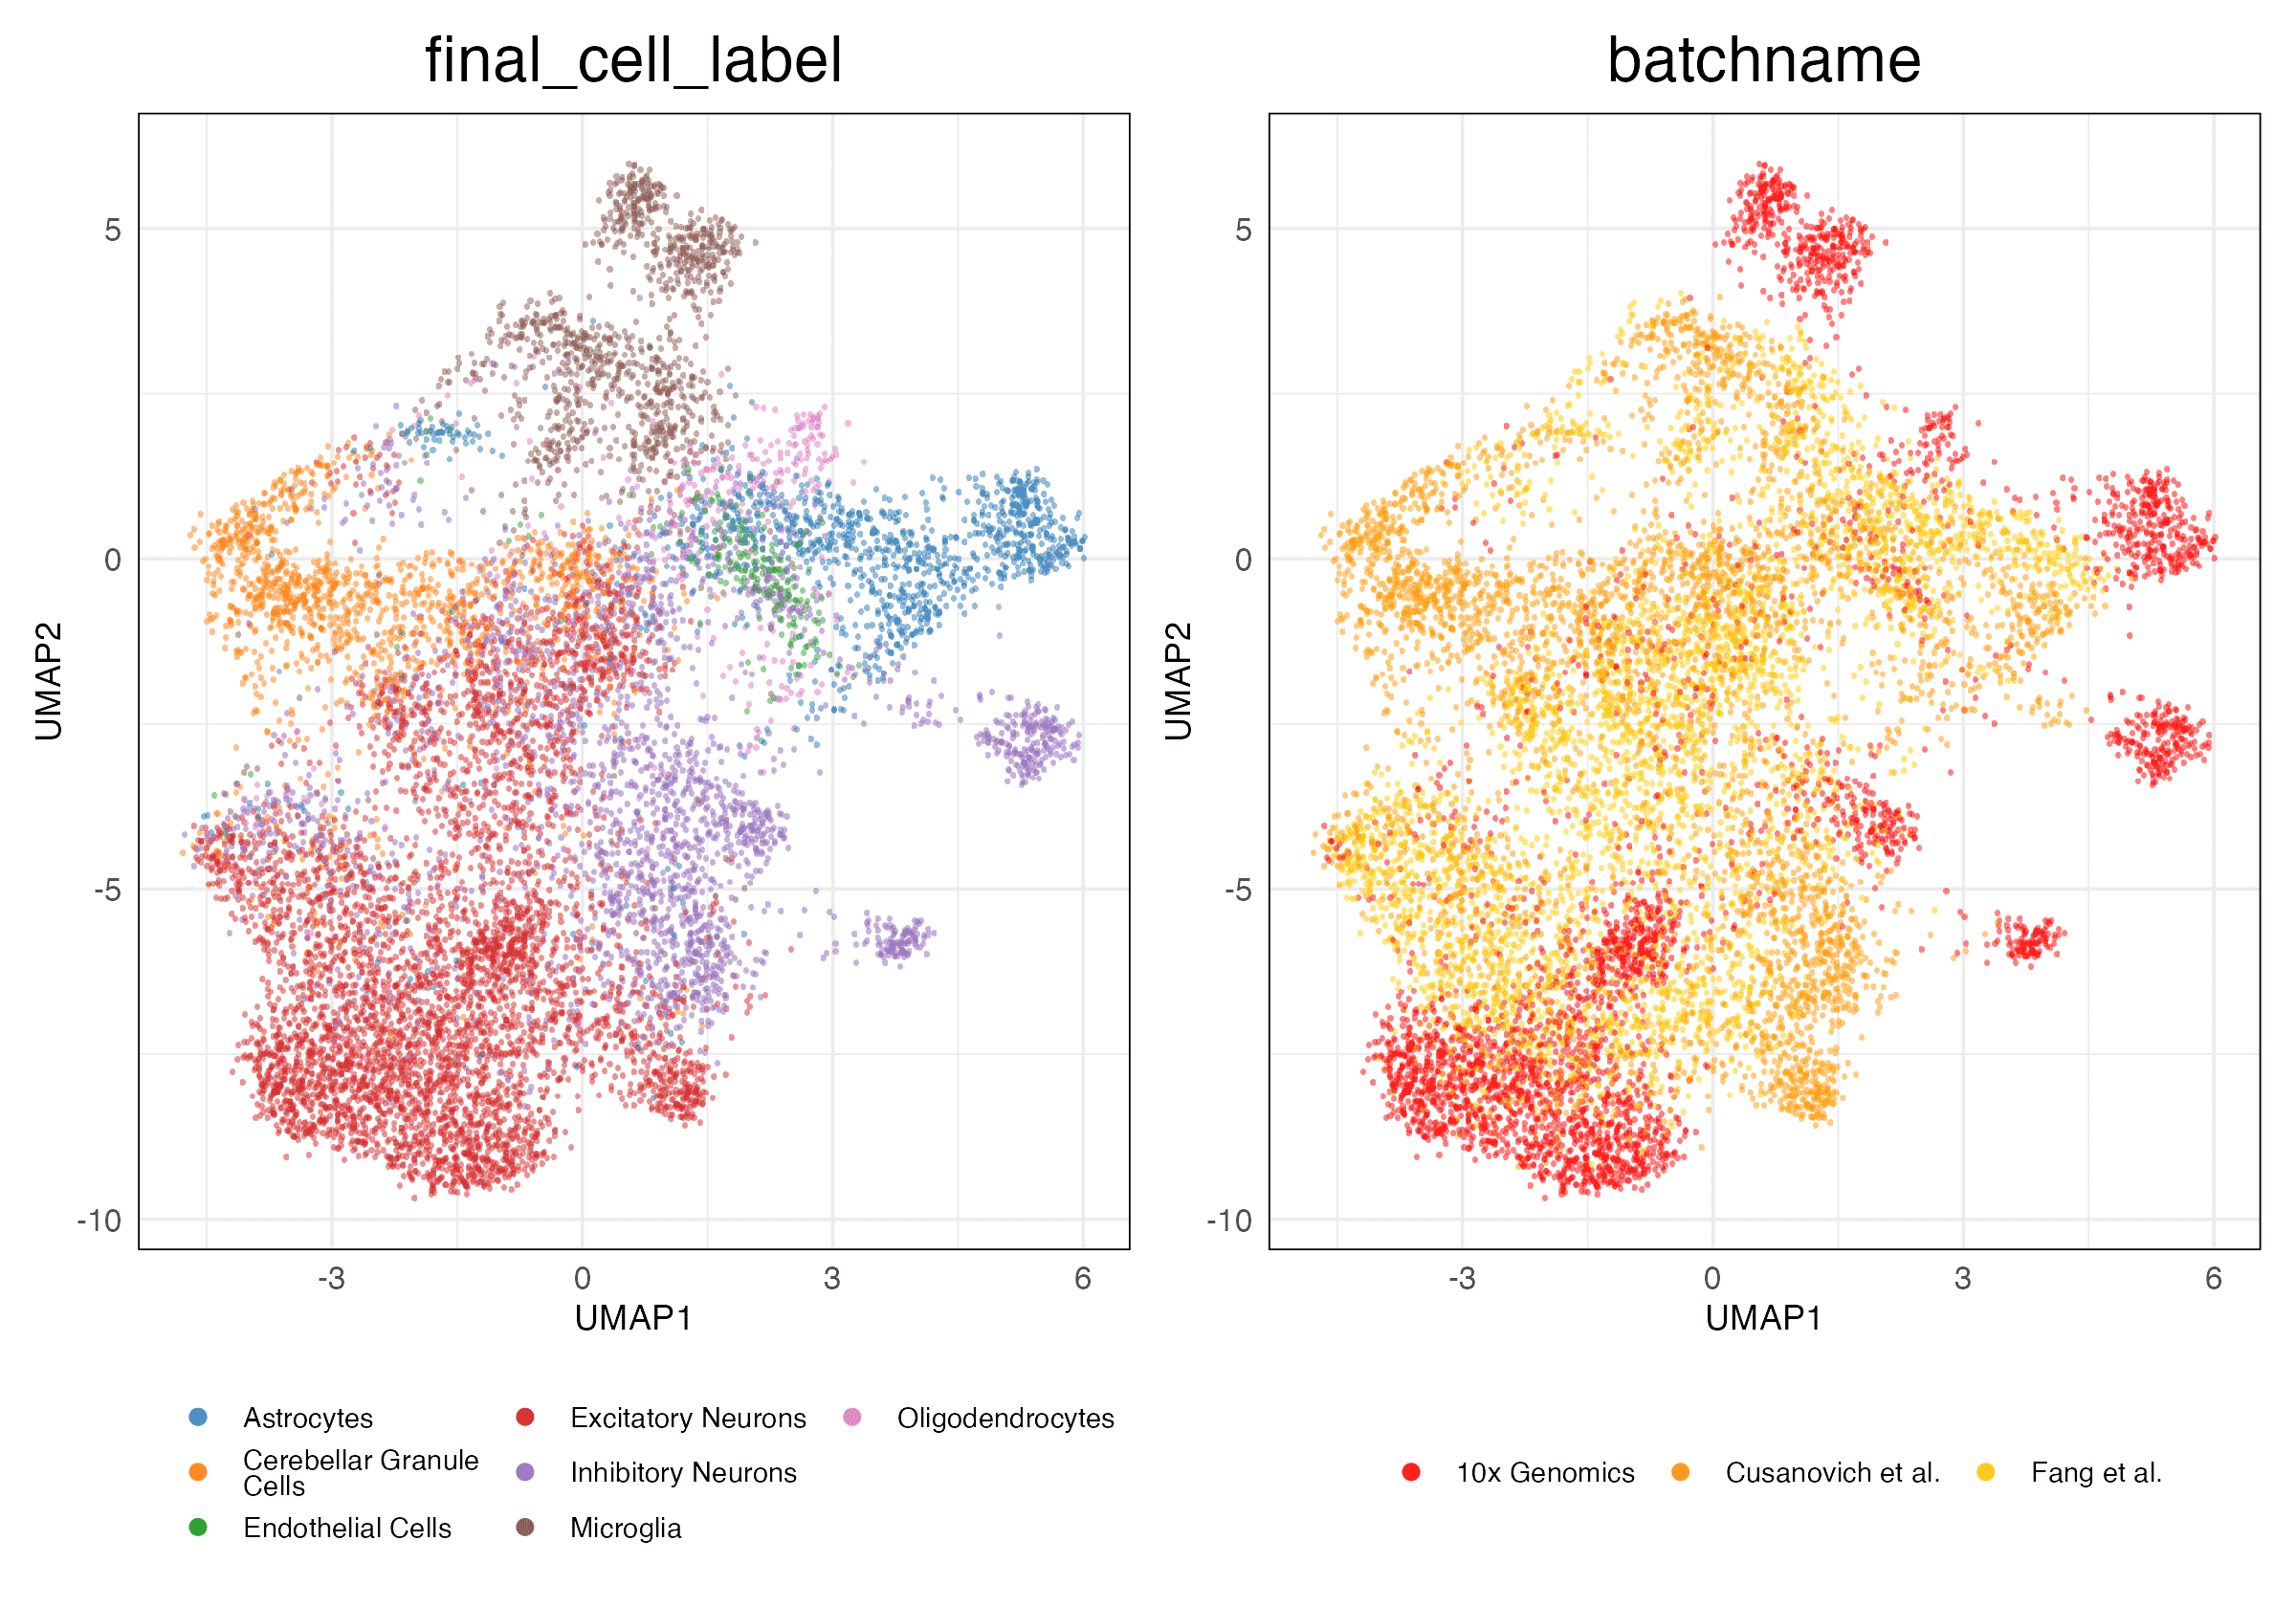 final_cell_label
batchname
UMAP2
5
0
-5
-10
-3
0
3
6
UMAP1
UMAP2
5
0
-5
-10
-3
0
3
6
UMAP1
Astrocytes
Cerebellar Granule
Cells
Endothelial Cells
Excitatory Neurons
Inhibitory Neurons
Microglia
Oligodendrocytes
10x Genomics
Cusanovich et al.
Fang et al.